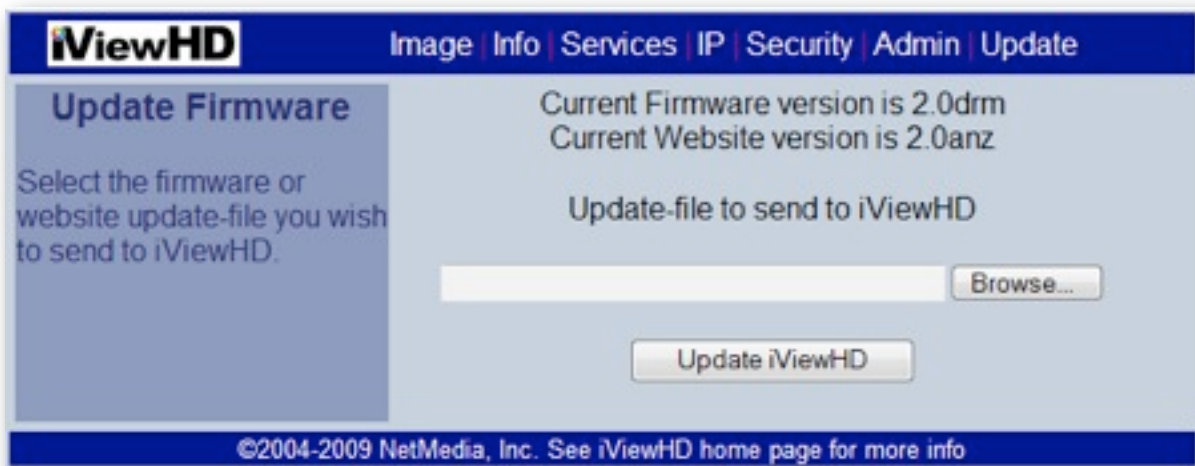 iViewHD
Image | Info | Services | IP | Security | Admin | Update
Update Firmware
Select the firmware or
website update-file you wish
to send to iViewHD.
Current Firmware version is 2.0drm
Current Website version is 2.0anz
Update-file to send to iViewHD
Browse...
Update iViewHD
©2004-2009 NetMedia, Inc. See iViewHD home page for more info